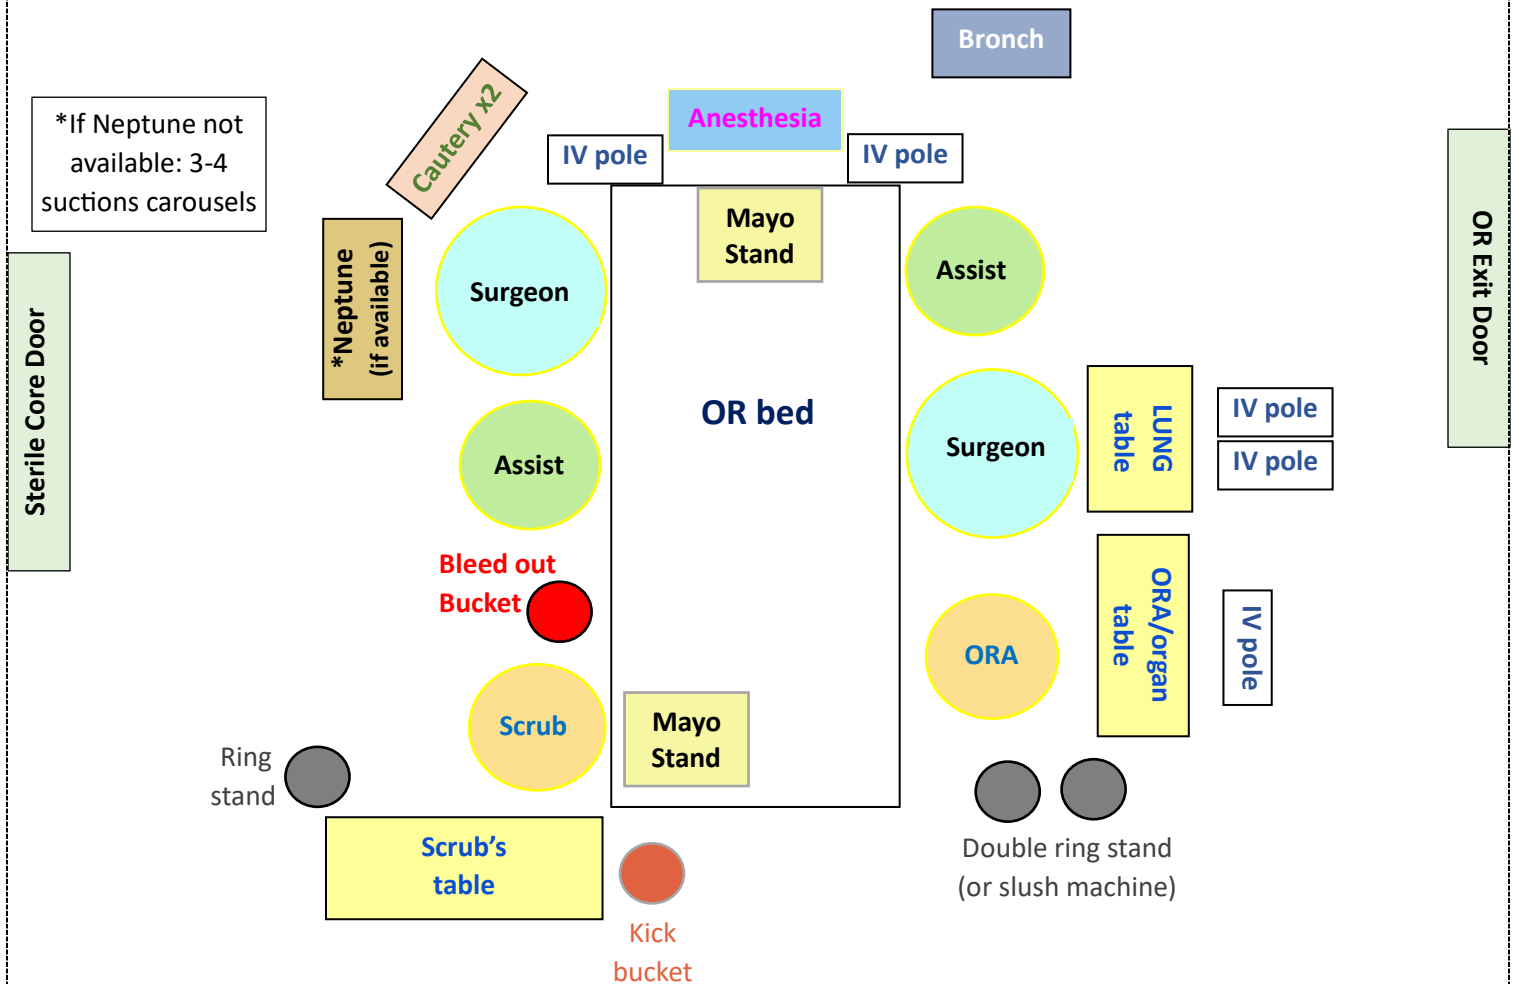 Bronch
Cautery x2
*If Neptune not
available: 3-4
suctions carousels
Anesthesia
IV pole
IV pole
Mayo
Stand
Surgeon
Assist
*Neptune
(if available)
Sterile Core Door
OR Exit Door
OR bed
Assist
Surgeon
LUNG
table
IV pole
IV pole
Bleed out
Bucket
ORA
ORA/organ
table
IV pole
Scrub
Mayo
Stand
Ring
stand
Scrub's
table
Double ring stand
(or slush machine)
Kick
bucket